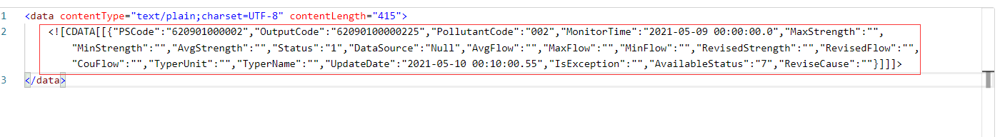 1 <data contentType="text/plain;charset=UTF-8" contentLength="415">
2 <![CDATA[[{"PSCode":"620901000002","OutputCode":"62090100000225","PollutantCode":"002","MonitorTime":"2021-05-09 00:00:00.0","MaxStrength":"",
"MinStrength":"","AvgStrength":"","Status":"1","DataSource":"Null","AvgFlow":"","MaxFlow":"","MinFlow":"","RevisedStrength":"","RevisedFlow":"",
"CouFlow":"","TyperUnit":"","TyperName":"","UpdateDate":"2021-05-10 00:10:00.55","IsException":"","AvailableStatus":"7","ReviseCause":""}]]]>
3 </data>